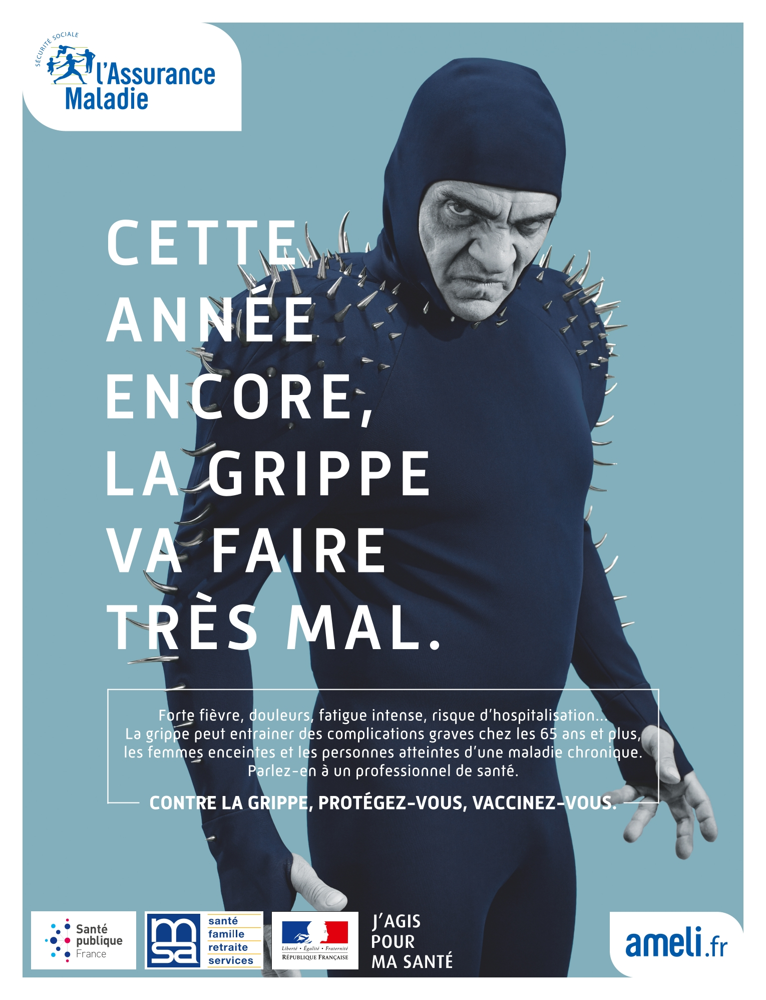 SÉCURITÉ SOCIALE
l'Assurance
Maladie
CETTE
ANNÉE
ENCORE,
LA GRIPPE
VA FAIRE
TRÈS MAL.
Forte fièvre, douleurs, fatigue intense, risque d'hospitalisation...
La grippe peut entrainer des complications graves chez les 65 ans et plus,
les femmes enceintes et les personnes atteintes d'une maladie chronique.
Parlez-en à un professionnel de santé.
CONTRE LA GRIPPE, PROTÉGEZ-VOUS, VACCINEZ-VOUS.
Santé
publique
France
msa
santé
famille
retraite
services
Liberté • Égalité • Fraternité
RÉPUBLIQUE FRANÇAISE
J'AGIS
POUR
MA SANTÉ
ameli.fr